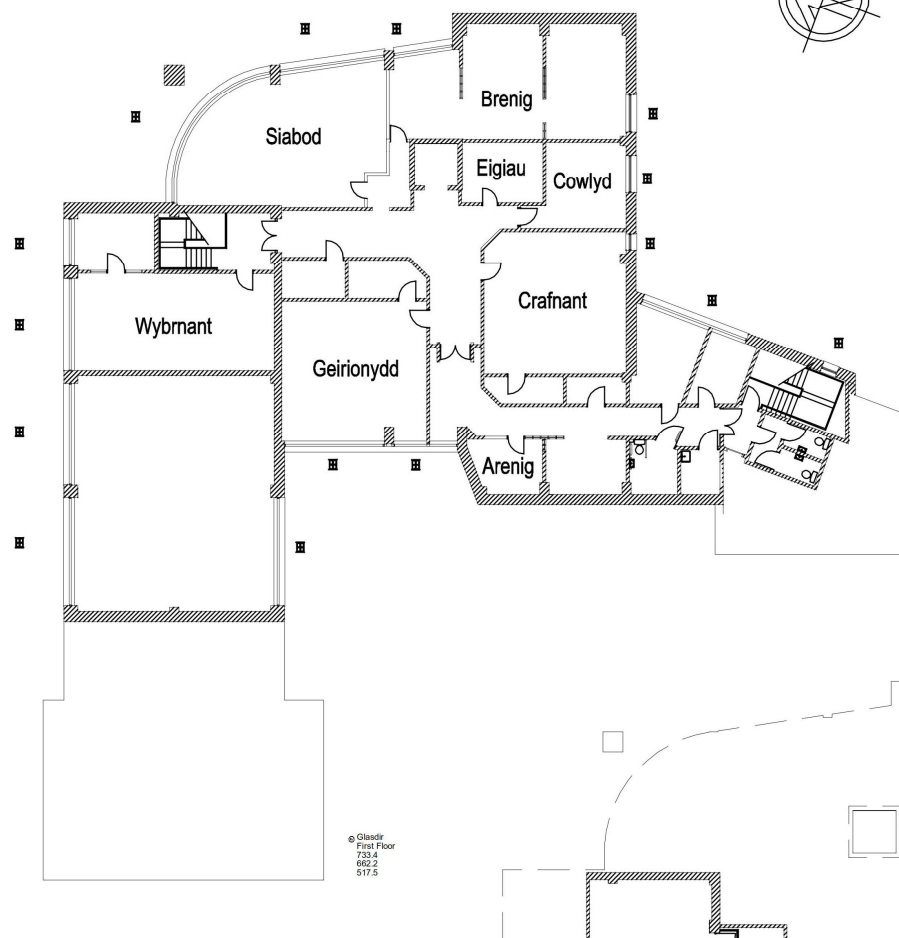 Brenig
Siabod
Eigiau
Cowlyd
Crafnant
Wybrnant
Geirionydd
Arenig
© Glasdir
First Floor
733.4
662.2
517.5